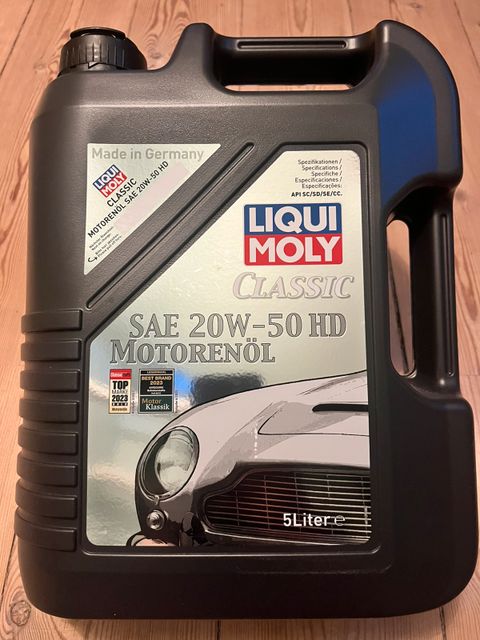 Made in Germany
LIQUI
MOLY
CLASSIC
MOTORENÖL SAE 20W-50 HD
Spezifikationen /
Specifications /
Specifiche /
Especificaciones /
Especificações:
API SC/SD/SE/CC.
LIQUI
MOLY
CLASSIC
SAE 20W-50 HD
MOTORENÖL
TOP
2023
BEST BRAND
2023
Motor
Klassik
5Liter e